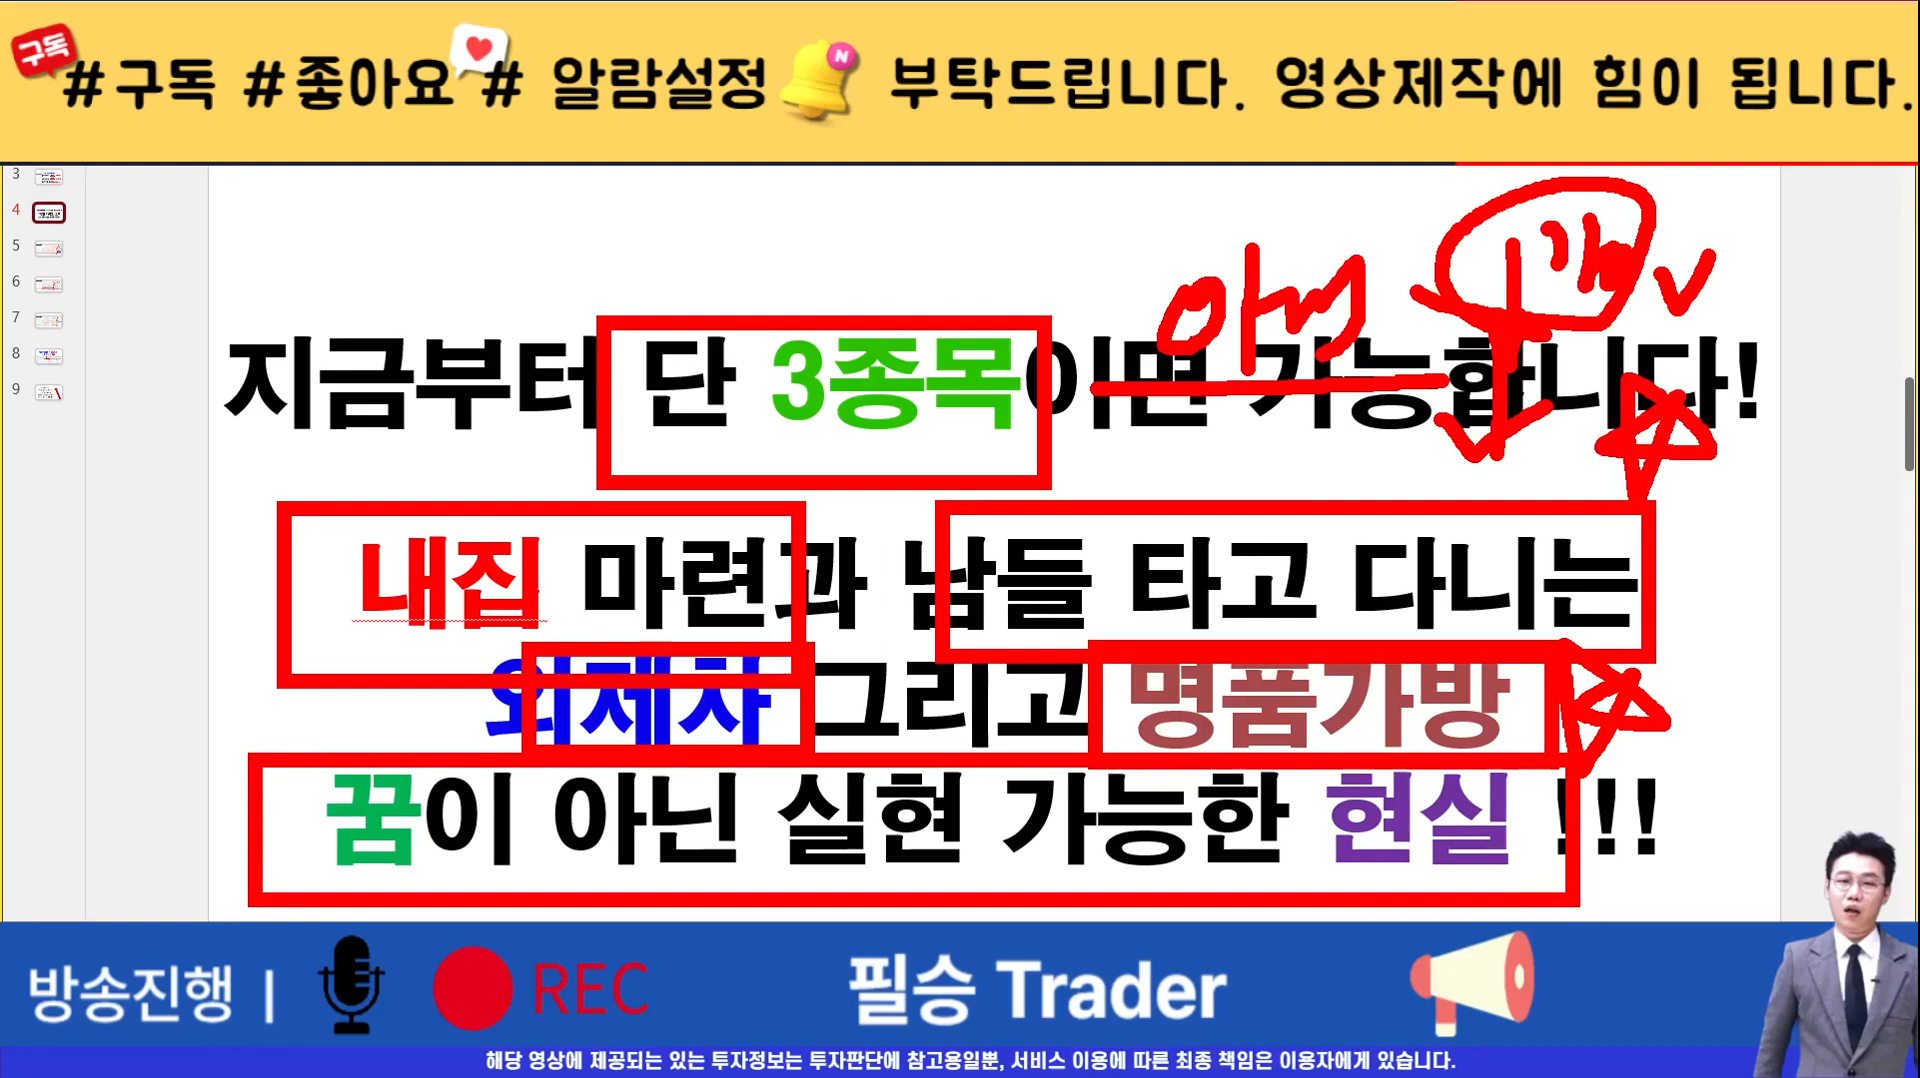 구독
#구독 #좋아요 # 알람설정 N 부탁드립니다. 영상제작에 힘이 됩니다.
3
4
5
6
7
8
9
지금부터 단 3종목이면 가능합니다!
내집 마련과 남들 타고 다니는
외제차 그리고 명품가방
꿈이 아닌 실현 가능한 현실 !!!
방송진행 | REC 필승 Trader
해당 영상에 제공되는 있는 투자정보는 투자판단에 참고용일뿐, 서비스 이용에 따른 최종 책임은 이용자에게 있습니다.